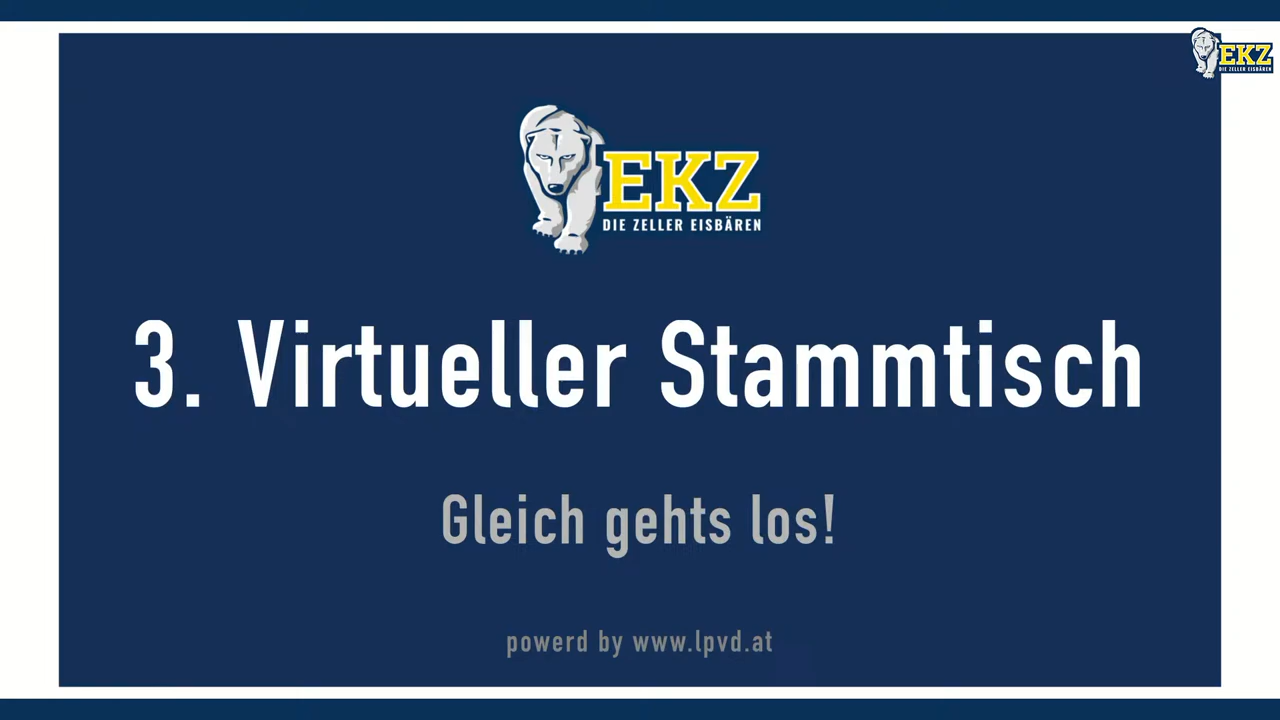 EKZ
DIE ZELLER EISBÄREN
EKZ
DIE ZELLER EISBÄREN
3. Virtueller Stammtisch
Gleich gehts los!
powerd by www.lpvd.at